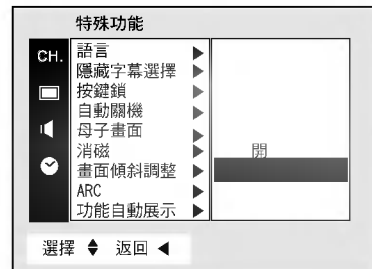 特殊功能
CH.
語言
隱藏字幕選擇
按鍵鎖
自動關機
母子畫面
消磁
開
畫面傾斜調整
ARC
功能自動展示
選擇 返回